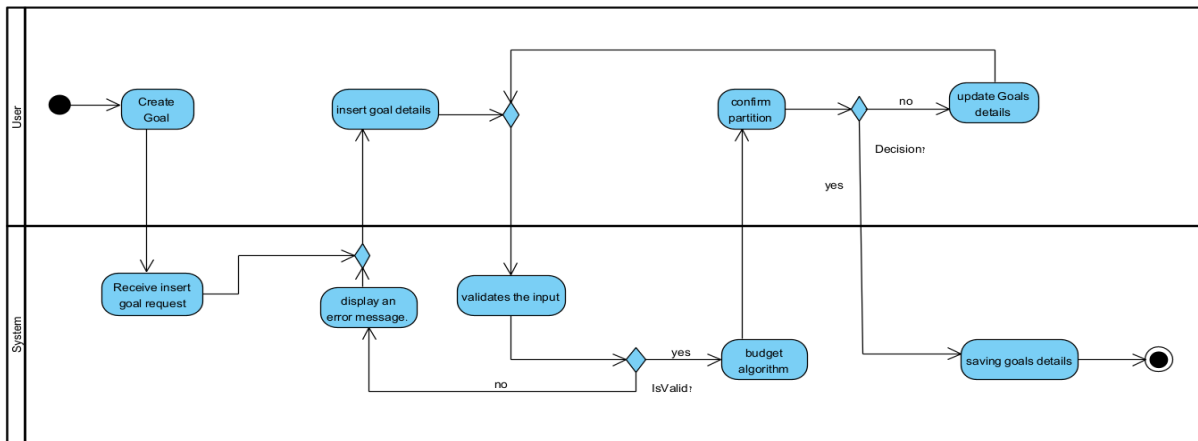 User
Create
Goal
insert goal details
confirm
partition
no
update Goals
details
Decision?
yes
System
Receive insert
goal request
display an
error message.
validates the input
no
yes
IsValid?
budget
algorithm
saving goals details